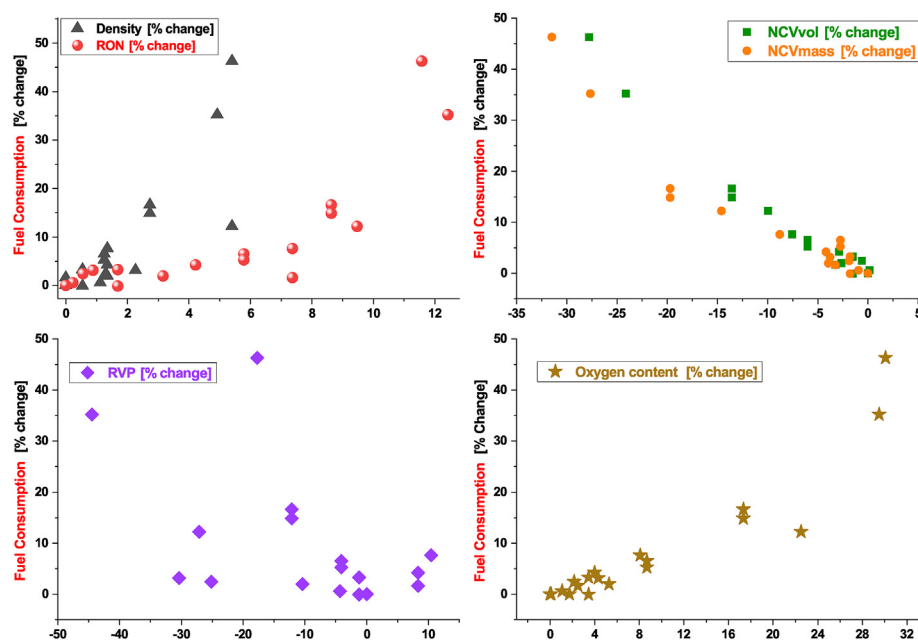 Density [% change]
RON [% change]
Fuel Consumption [% change]
50
40
30
20
10
0
0 2 4 6 8 10 12
NCVvol [% change]
NCVmass [% change]
Fuel Consumption [% change]
50
40
30
20
10
0
-35 -30 -25 -20 -15 -10 -5 0 5
RVP [% change]
Fuel Consumption [% change]
50
40
30
20
10
0
-50 -40 -30 -20 -10 0 10
Oxygen content [% change]
Fuel Consumption [% Change]
50
40
30
20
10
0
0 4 8 12 16 20 24 28 32